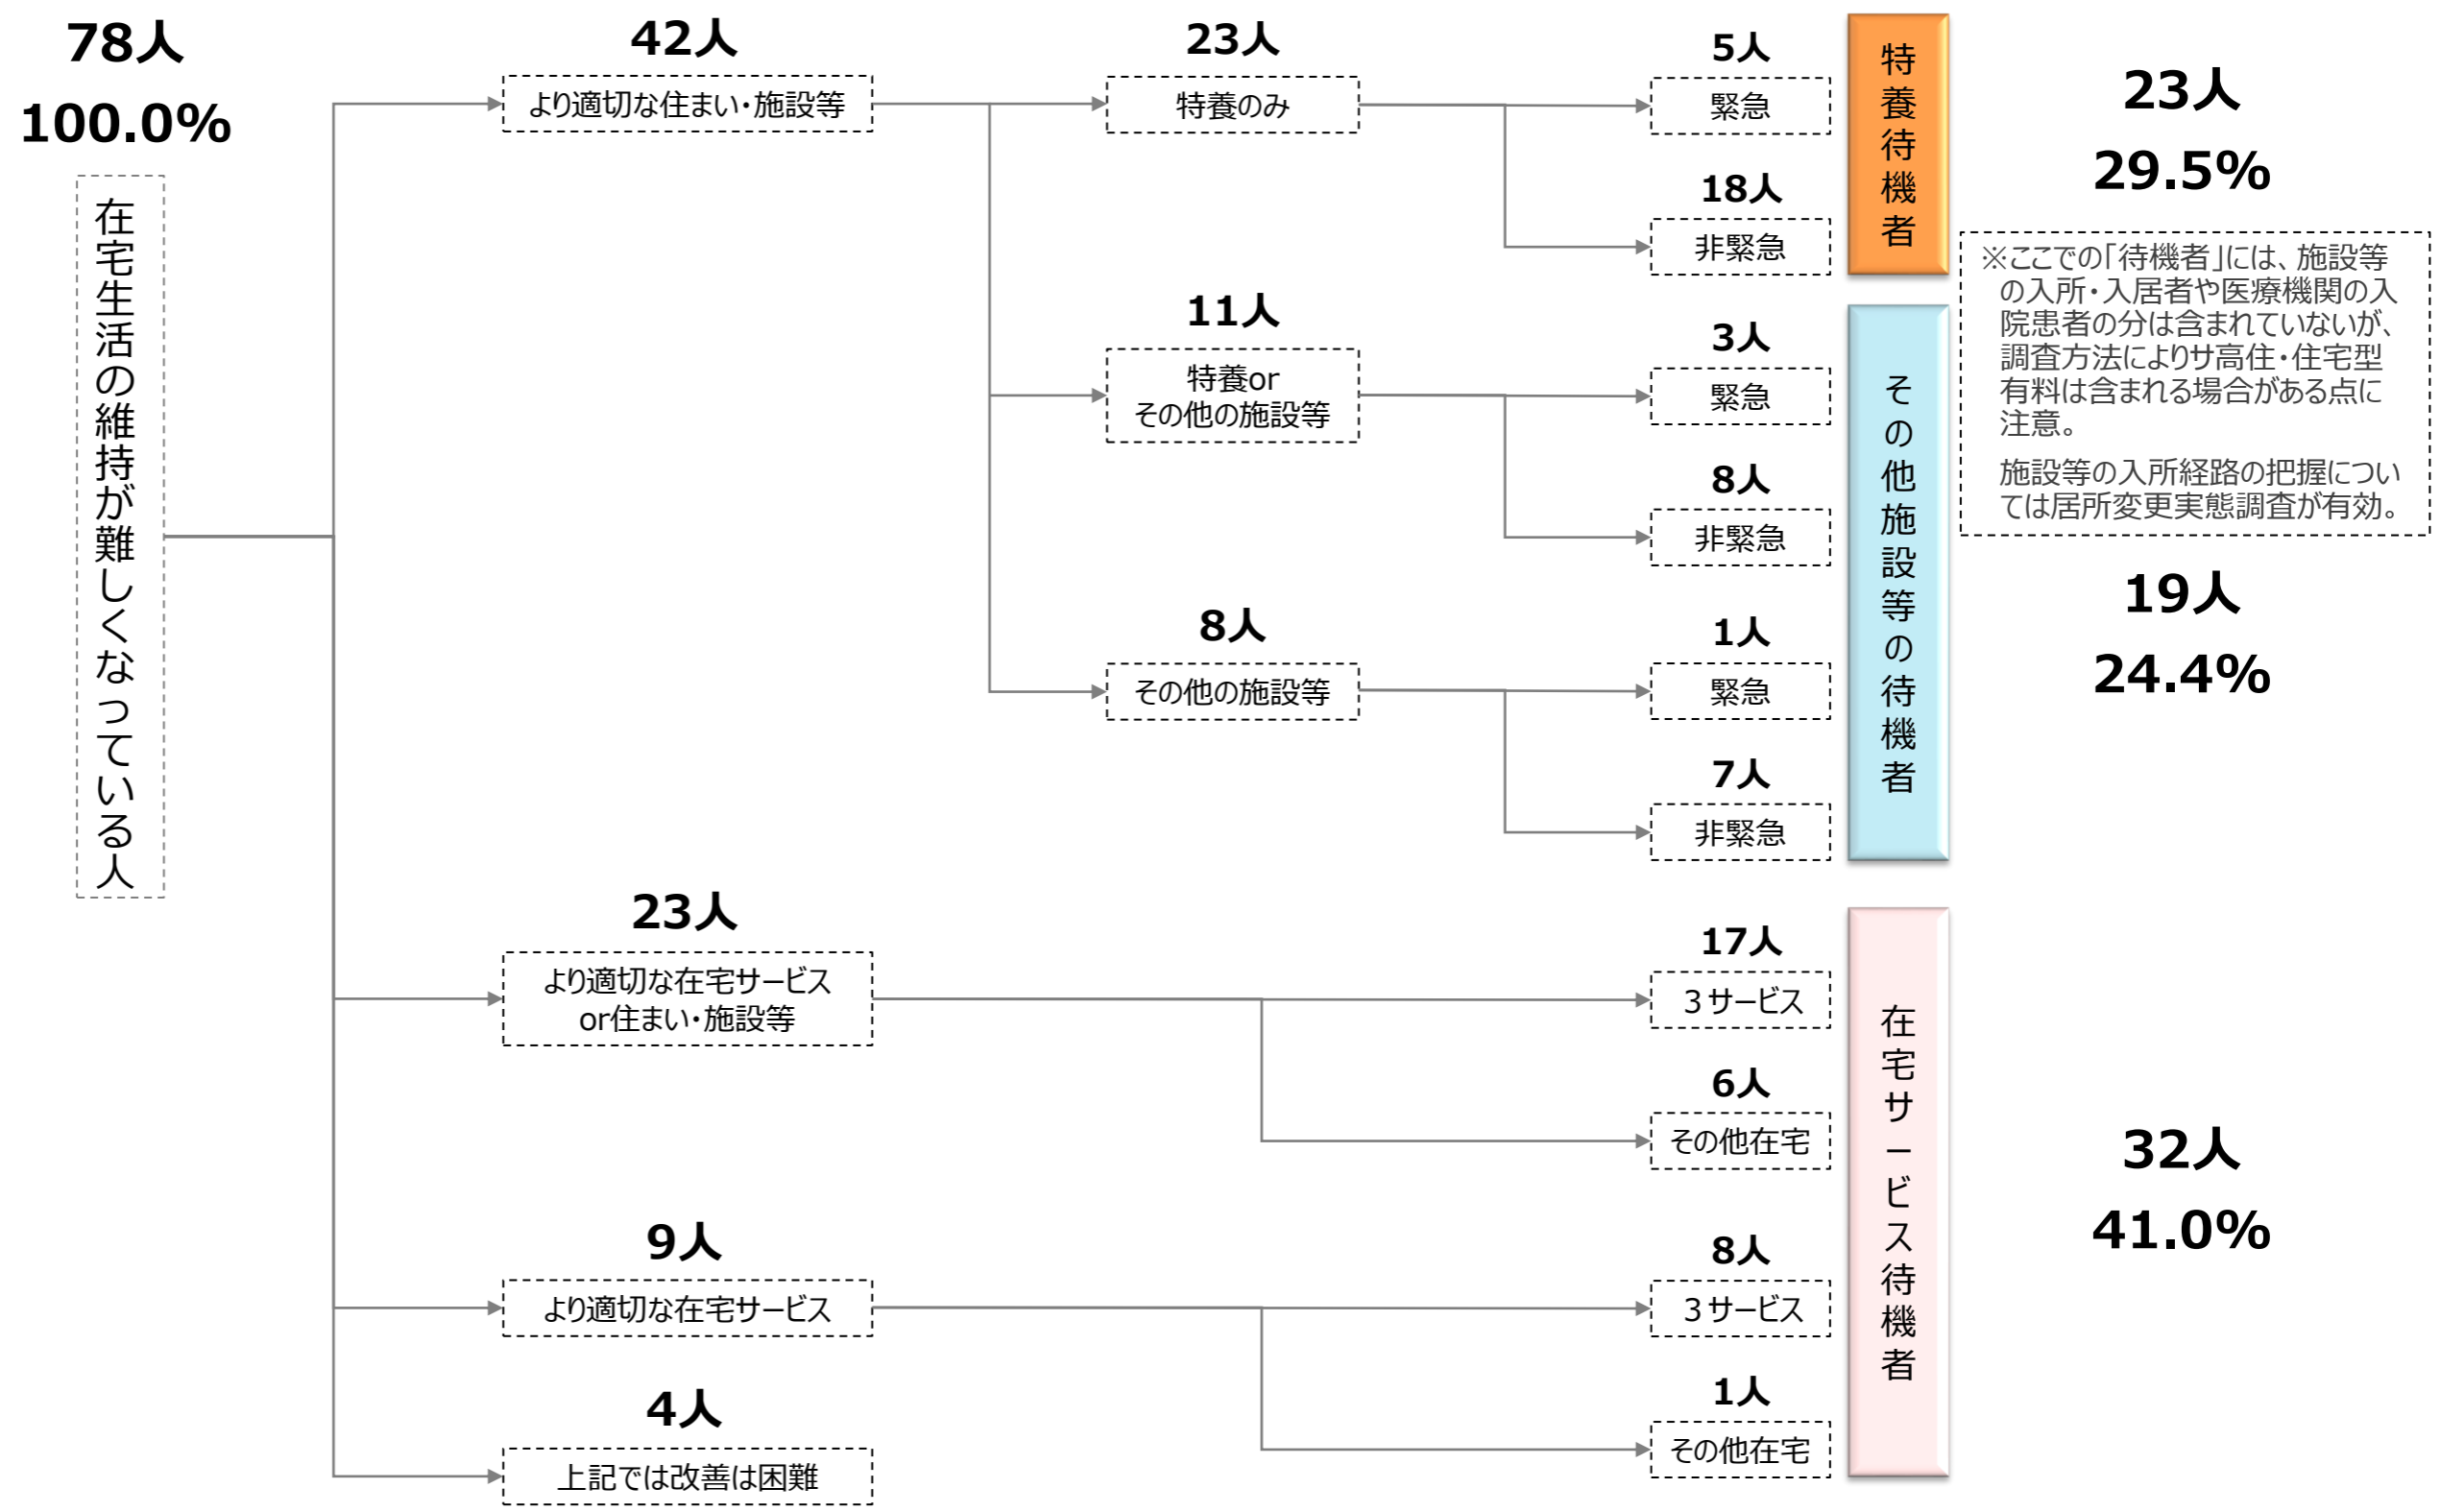 78人
100.0%
在宅生活の維持が難しくなっている人
42人
より適切な住まい・施設等
23人
特養のみ
5人
緊急
18人
非緊急
11人
特養or
その他の施設等
3人
緊急
8人
非緊急
8人
その他の施設等
1人
緊急
7人
非緊急
23人
より適切な在宅サービス
or住まい・施設等
17人
３サービス
6人
その他在宅
9人
より適切な在宅サービス
8人
３サービス
1人
その他在宅
4人
上記では改善は困難
特養待機者
23人
29.5%
※ここでの「待機者」には、施設等
の入所・入居者や医療機関の入
院患者の分は含まれていないが、
調査方法によりサ高住・住宅型
有料は含まれる場合がある点に
注意。
施設等の入所経路の把握につい
ては居所変更実態調査が有効。
その他施設等の待機者
19人
24.4%
在宅サービス待機者
32人
41.0%